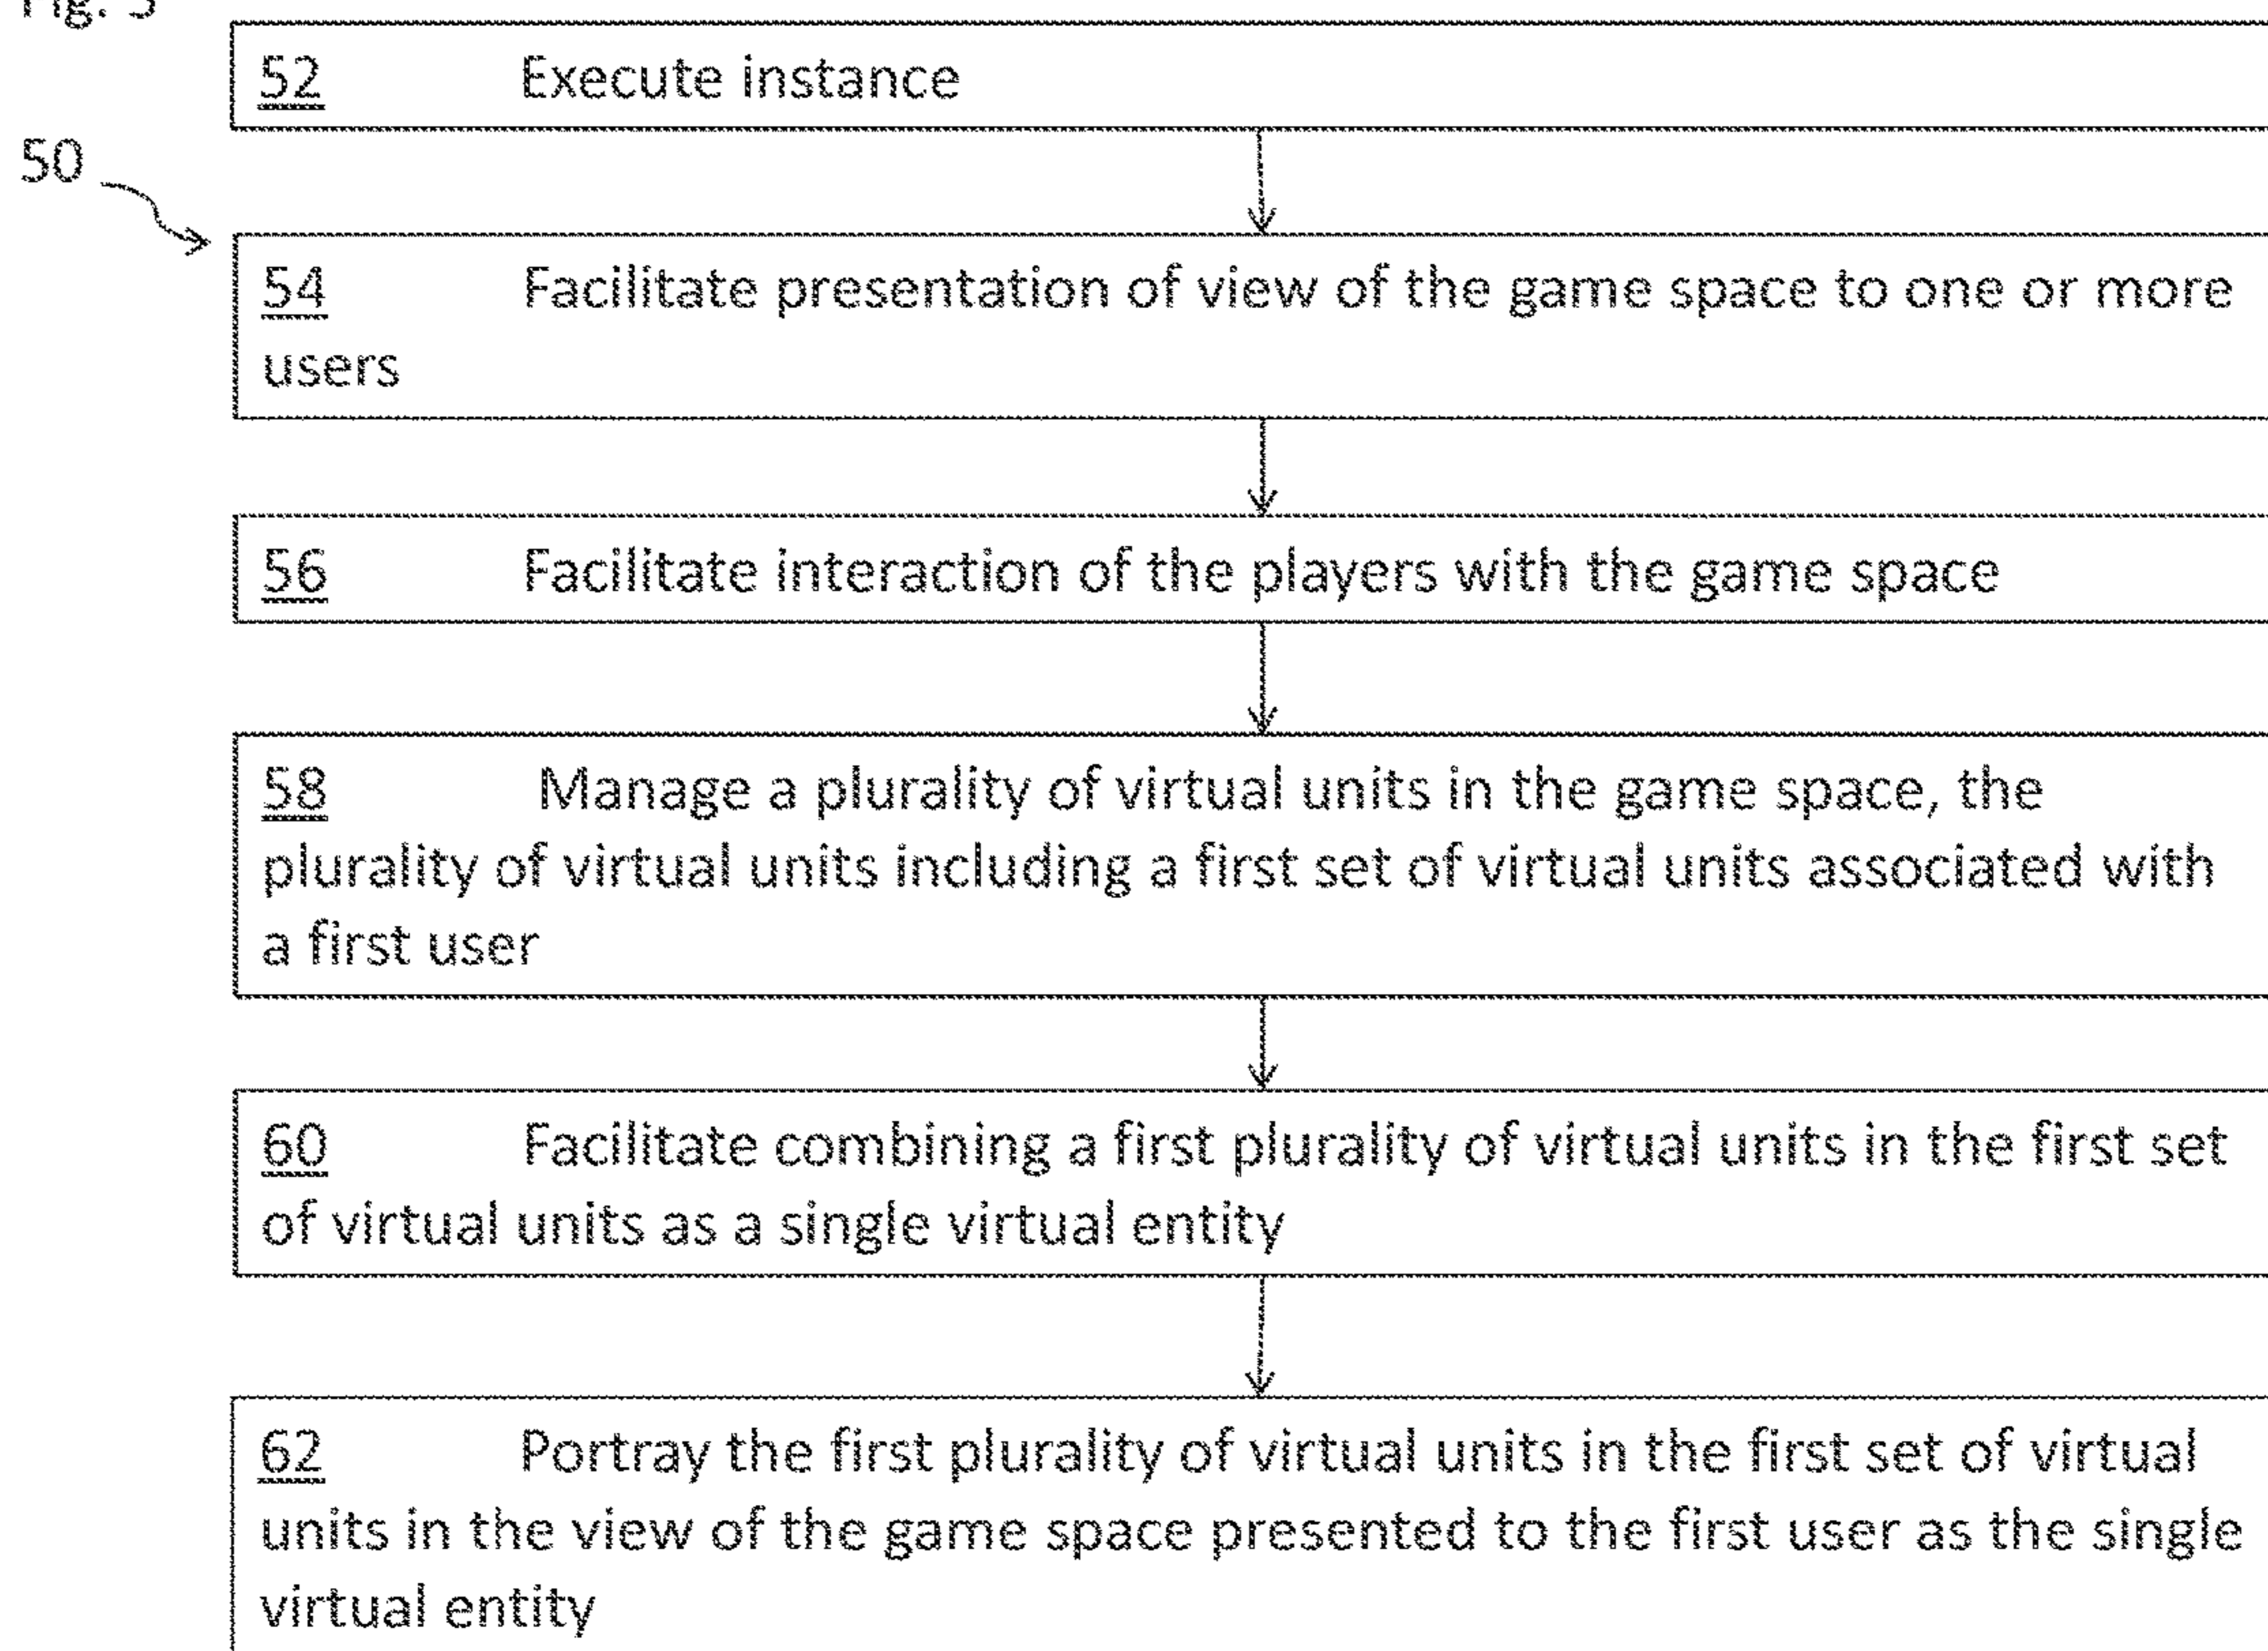 52 Execute instance
50
54 Facilitate presentation of view of the game space to one or more
users
56 Facilitate interaction of the players with the game space
58 Manage a plurality of virtual units in the game space, the
plurality of virtual units including a first set of virtual units associated with
a first user
60 Facilitate combining a first plurality of virtual units in the first set
of virtual units as a single virtual entity
62 Portray the first plurality of virtual units in the first set of virtual
units in the view of the game space presented to the first user as the single
virtual entity